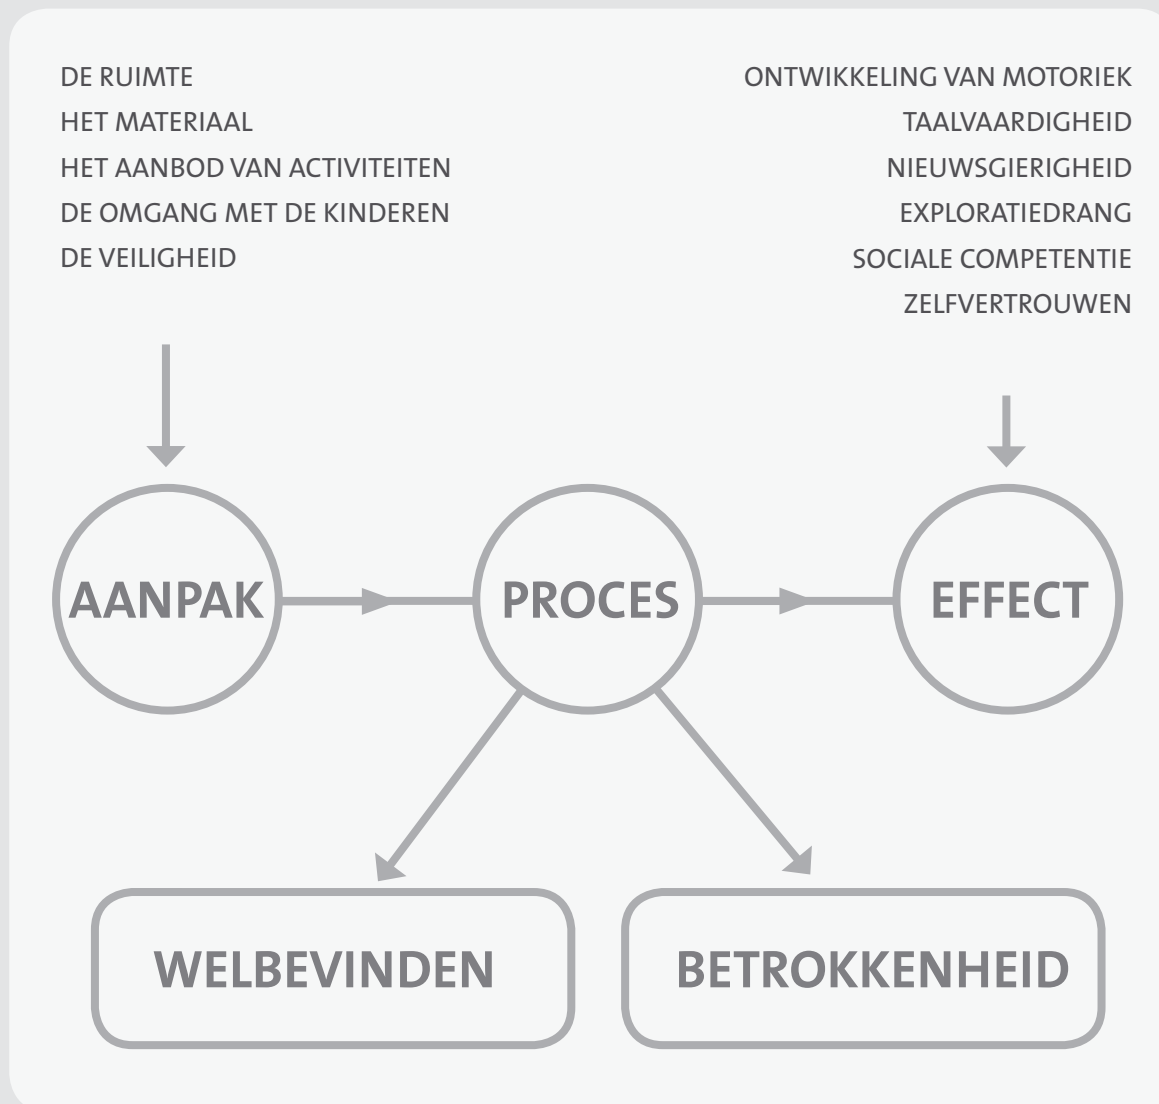 DE RUIMTE
HET MATERIAAL
HET AANBOD VAN ACTIVITEITEN
DE OMGANG MET DE KINDEREN
DE VEILIGHEID
ONTWIKKELING VAN MOTORIEK
TAALVAARDIGHEID
NIEUWSGIERIGHEID
EXPLORATIEDRANG
SOCIALE COMPETENTIE
ZELFVERTROUWEN
AANPAK
PROCES
EFFECT
WELBEVINDEN
BETROKKENHEID